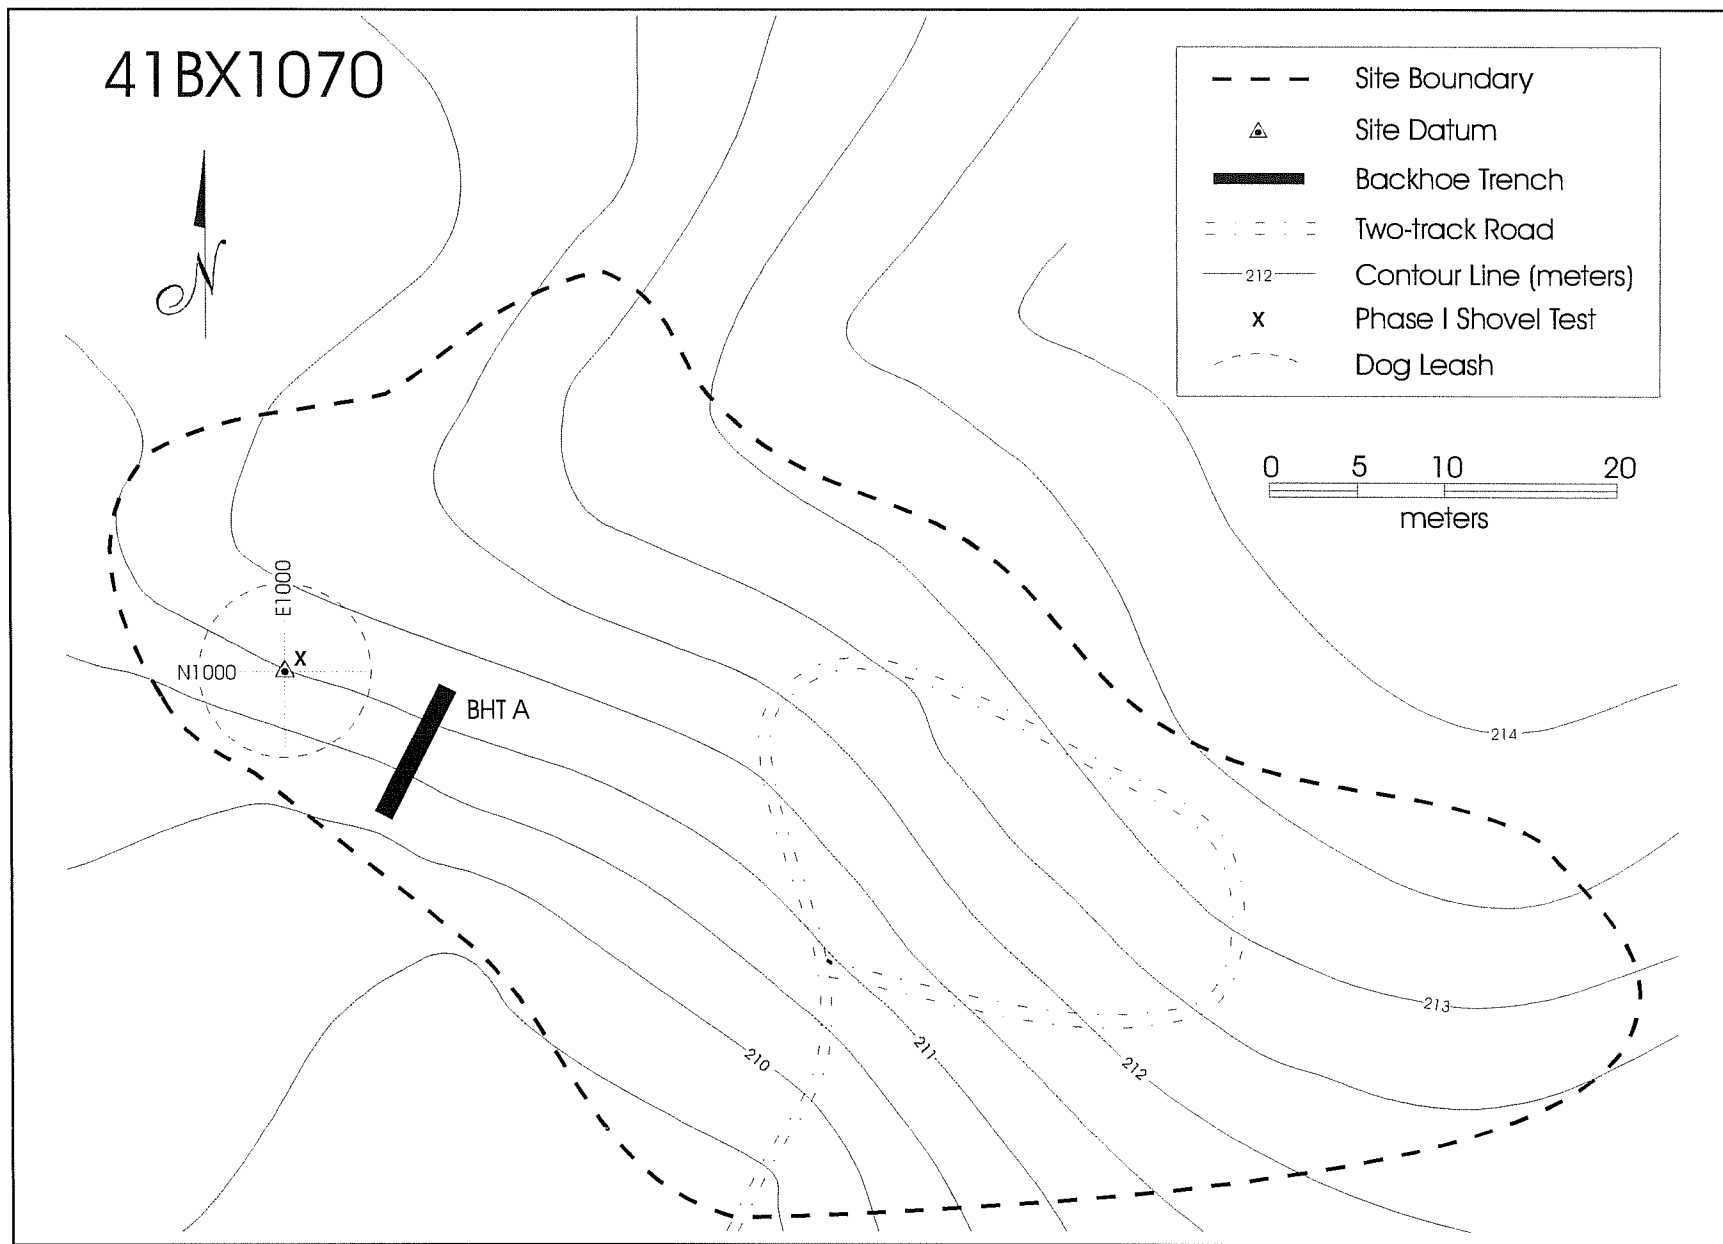 41BX1070
N
Site Boundary
Site Datum
Backhoe Trench
Two-track Road
212 Contour Line (meters)
X Phase I Shovel Test
Dog Leash
0 5 10 20
meters
E1000
N1000
X
BHT A
214
213
212
211
210